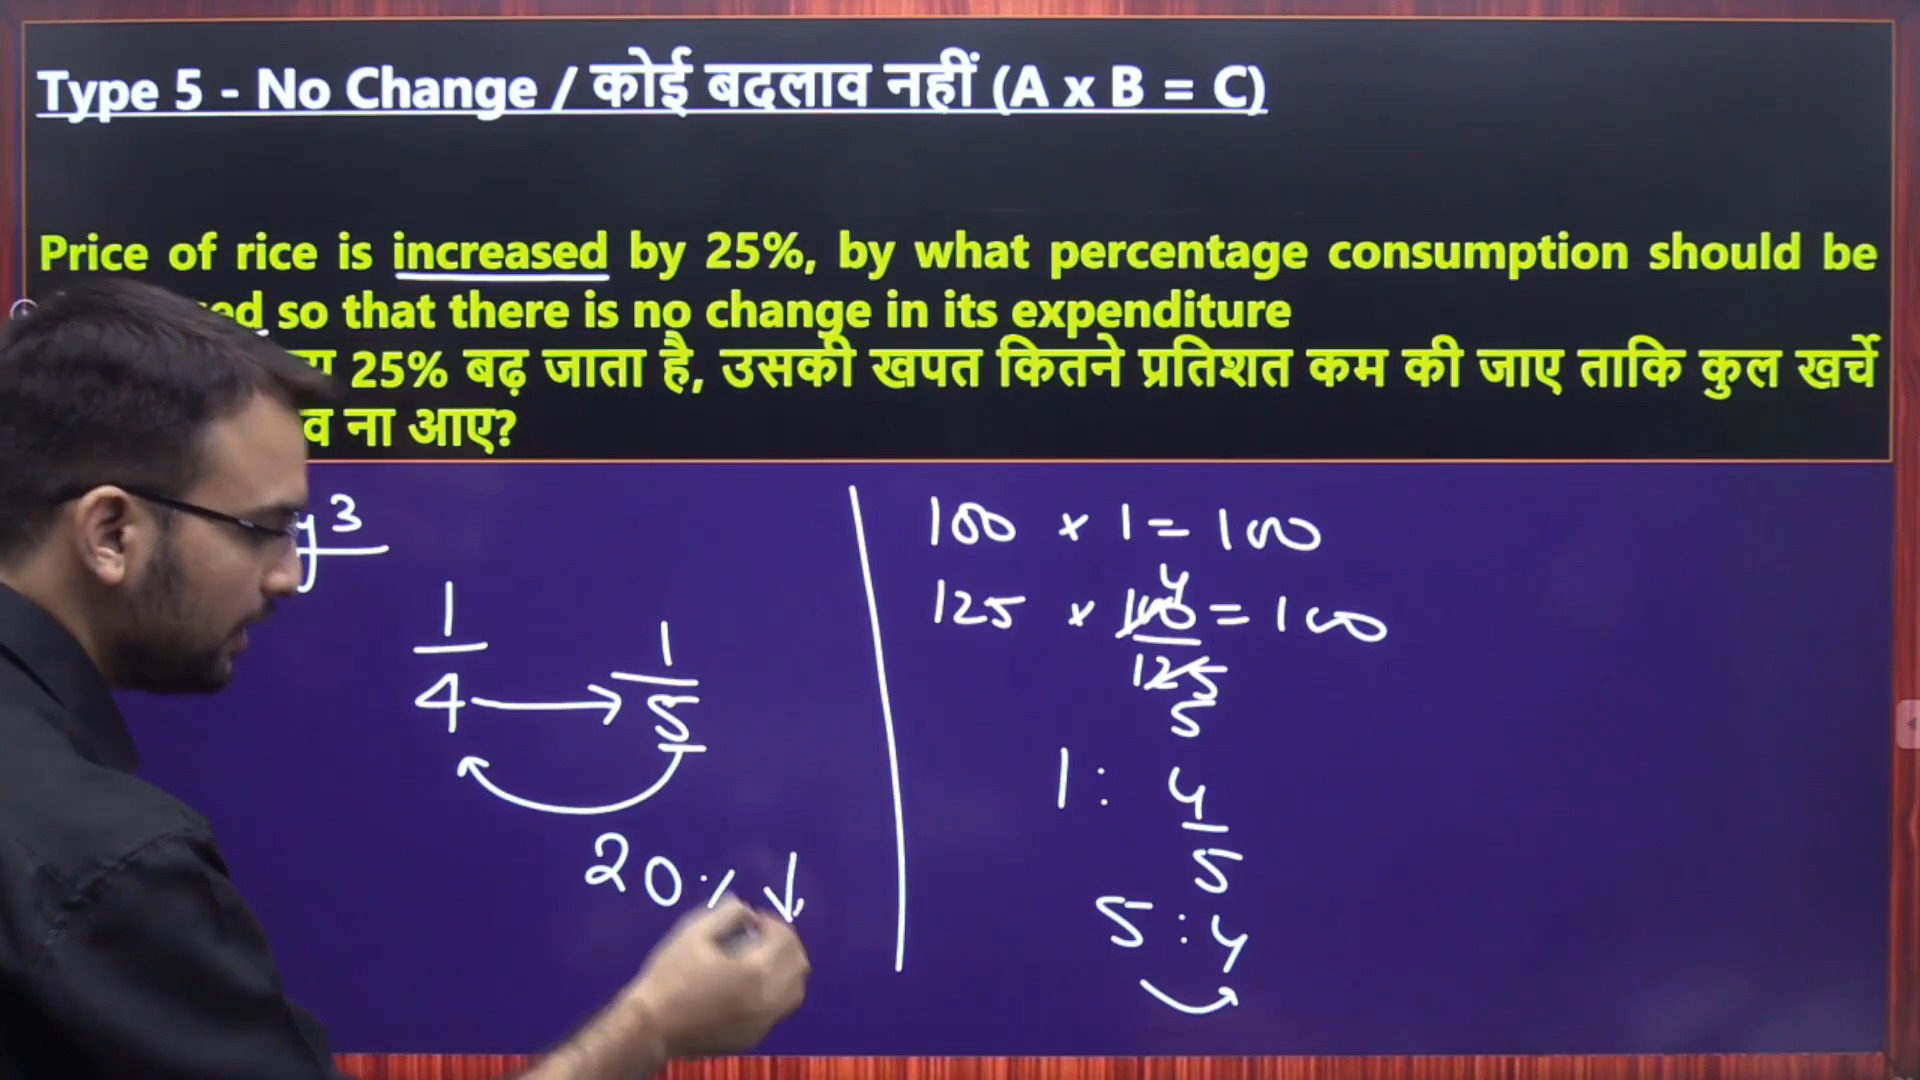 Type 5 - No Change / कोई बदलाव नहीं (A x B = C)
Price of rice is increased by 25%, by what percentage consumption should be
so that there is no change in its expenditure
25% बढ़ जाता है, उसकी खपत कितने प्रतिशत कम की जाए ताकि कुल खर्चे
ना आए?
3
1
4
1
5
20% ↓
100 × 1 = 100
4
125 × 100 = 100
125
5
1 : 4
5
5 : 4